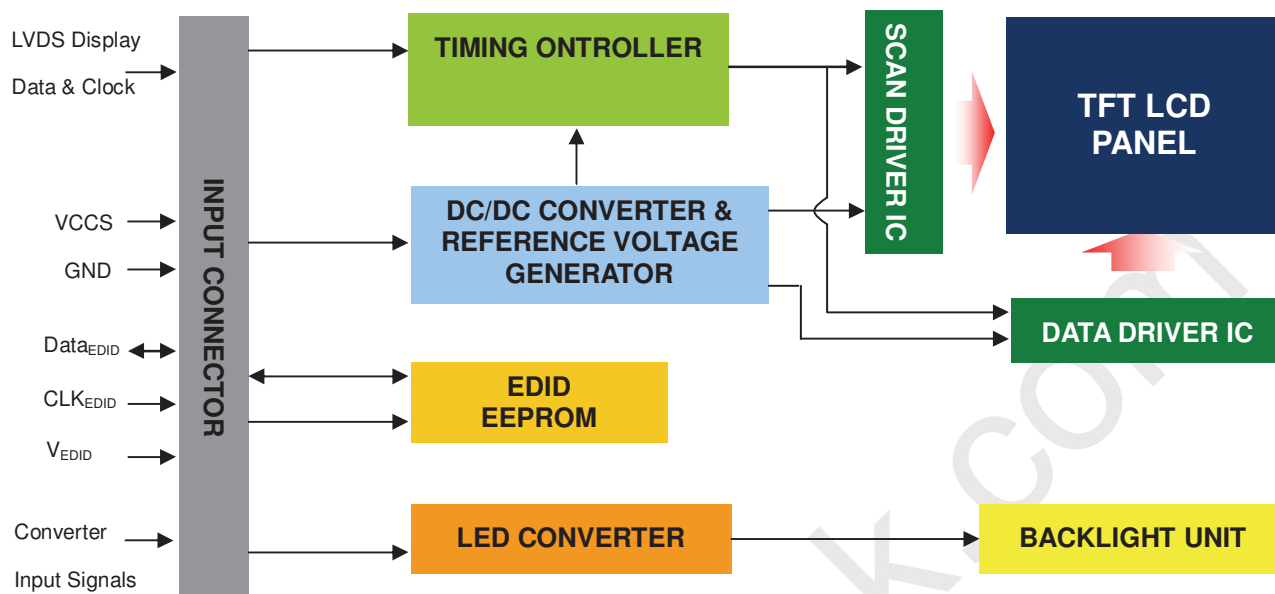 LVDS Display
Data & Clock
VCCS
GND
DataEDID
CLKEDID
VEDID
Converter
Input Signals
INPUT CONNECTOR
TIMING ONTROLLER
DC/DC CONVERTER &
REFERENCE VOLTAGE
GENERATOR
EDID
EEPROM
LED CONVERTER
SCAN DRIVER IC
TFT LCD
PANEL
DATA DRIVER IC
BACKLIGHT UNIT
k.com